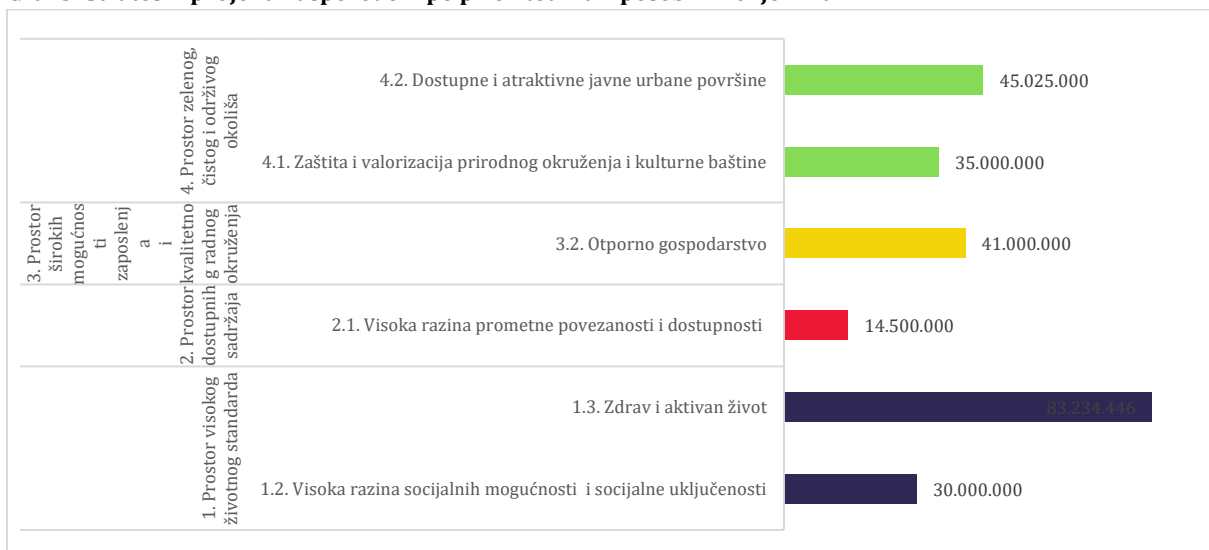 4. Prostor zelenog,
čistog i održivog
okoliša
4.2. Dostupne i atraktivne javne urbane površine
45.025.000
4.1. Zaštita i valorizacija prirodnog okruženja i kulturne baštine
35.000.000
3. Prostor
širokih
mogućnos
ti
zaposlenj
a i
kvalitetno
g radnog
okruženja
3.2. Otporno gospodarstvo
41.000.000
2. Prostor
dostupnih
sadržaja
2.1. Visoka razina prometne povezanosti i dostupnosti
14.500.000
1. Prostor visokog
životnog standarda
1.3. Zdrav i aktivan život
83.234.446
1.2. Visoka razina socijalnih mogućnosti i socijalne uključenosti
30.000.000